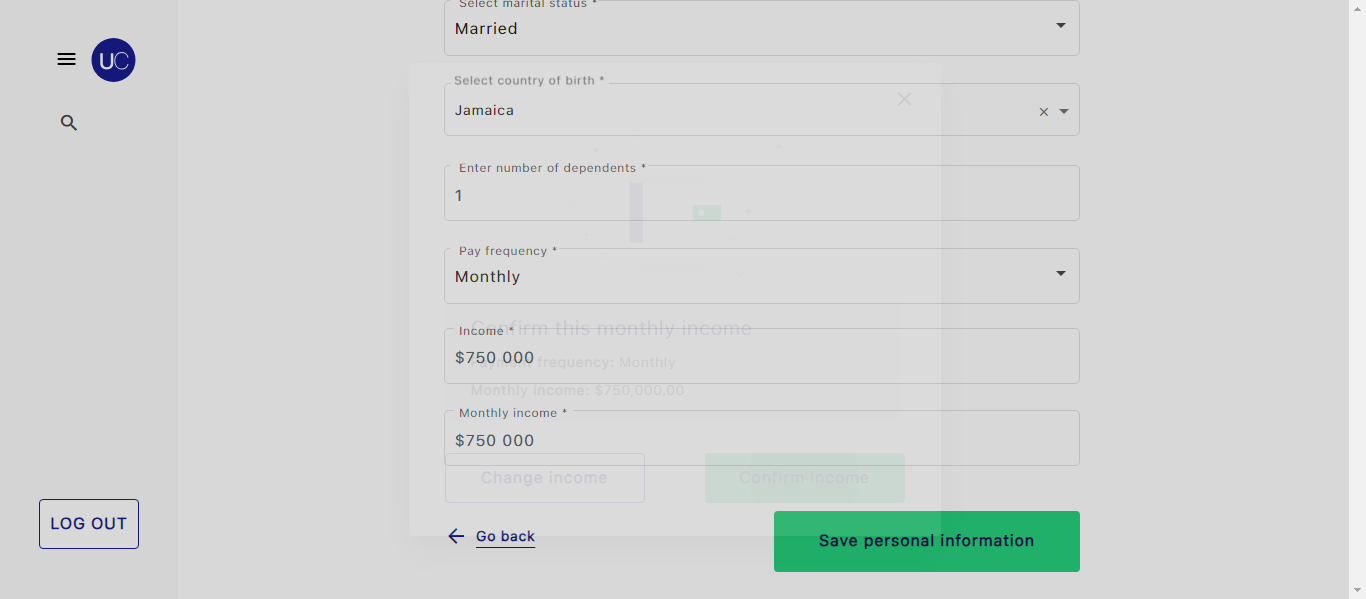 Select marital status *
Married
UC
Select country of birth *
Jamaica
Enter number of dependents *
1
Pay frequency *
Monthly
Confirm this monthly income
Income *
$750 000
Payment frequency: Monthly
Monthly income: $750,000.00
Monthly income *
$750 000
Change income
Confirm income
LOG OUT
Go back
Save personal information